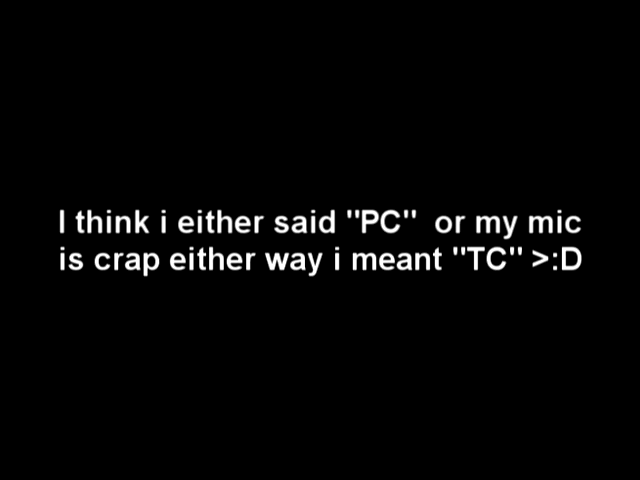 I think i either said "PC"  or my mic
is crap either way i meant "TC" >:D